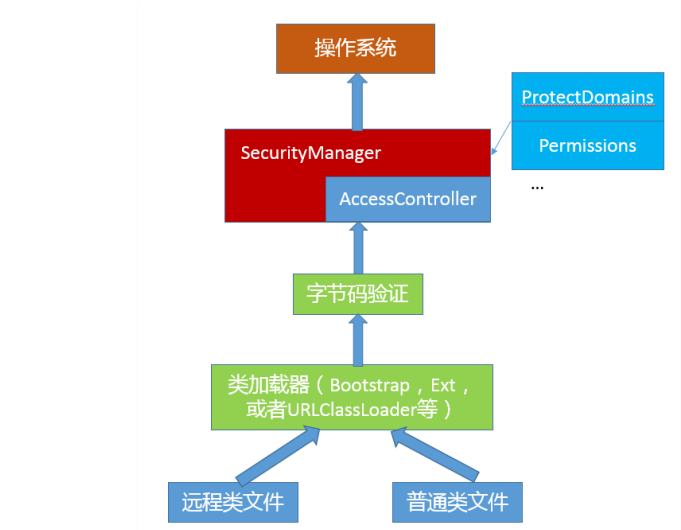 操作系统
ProtectDomains
SecurityManager
Permissions
AccessController
...
字节码验证
类加载器（Bootstrap，Ext，
或者URLClassLoader等）
远程类文件
普通类文件